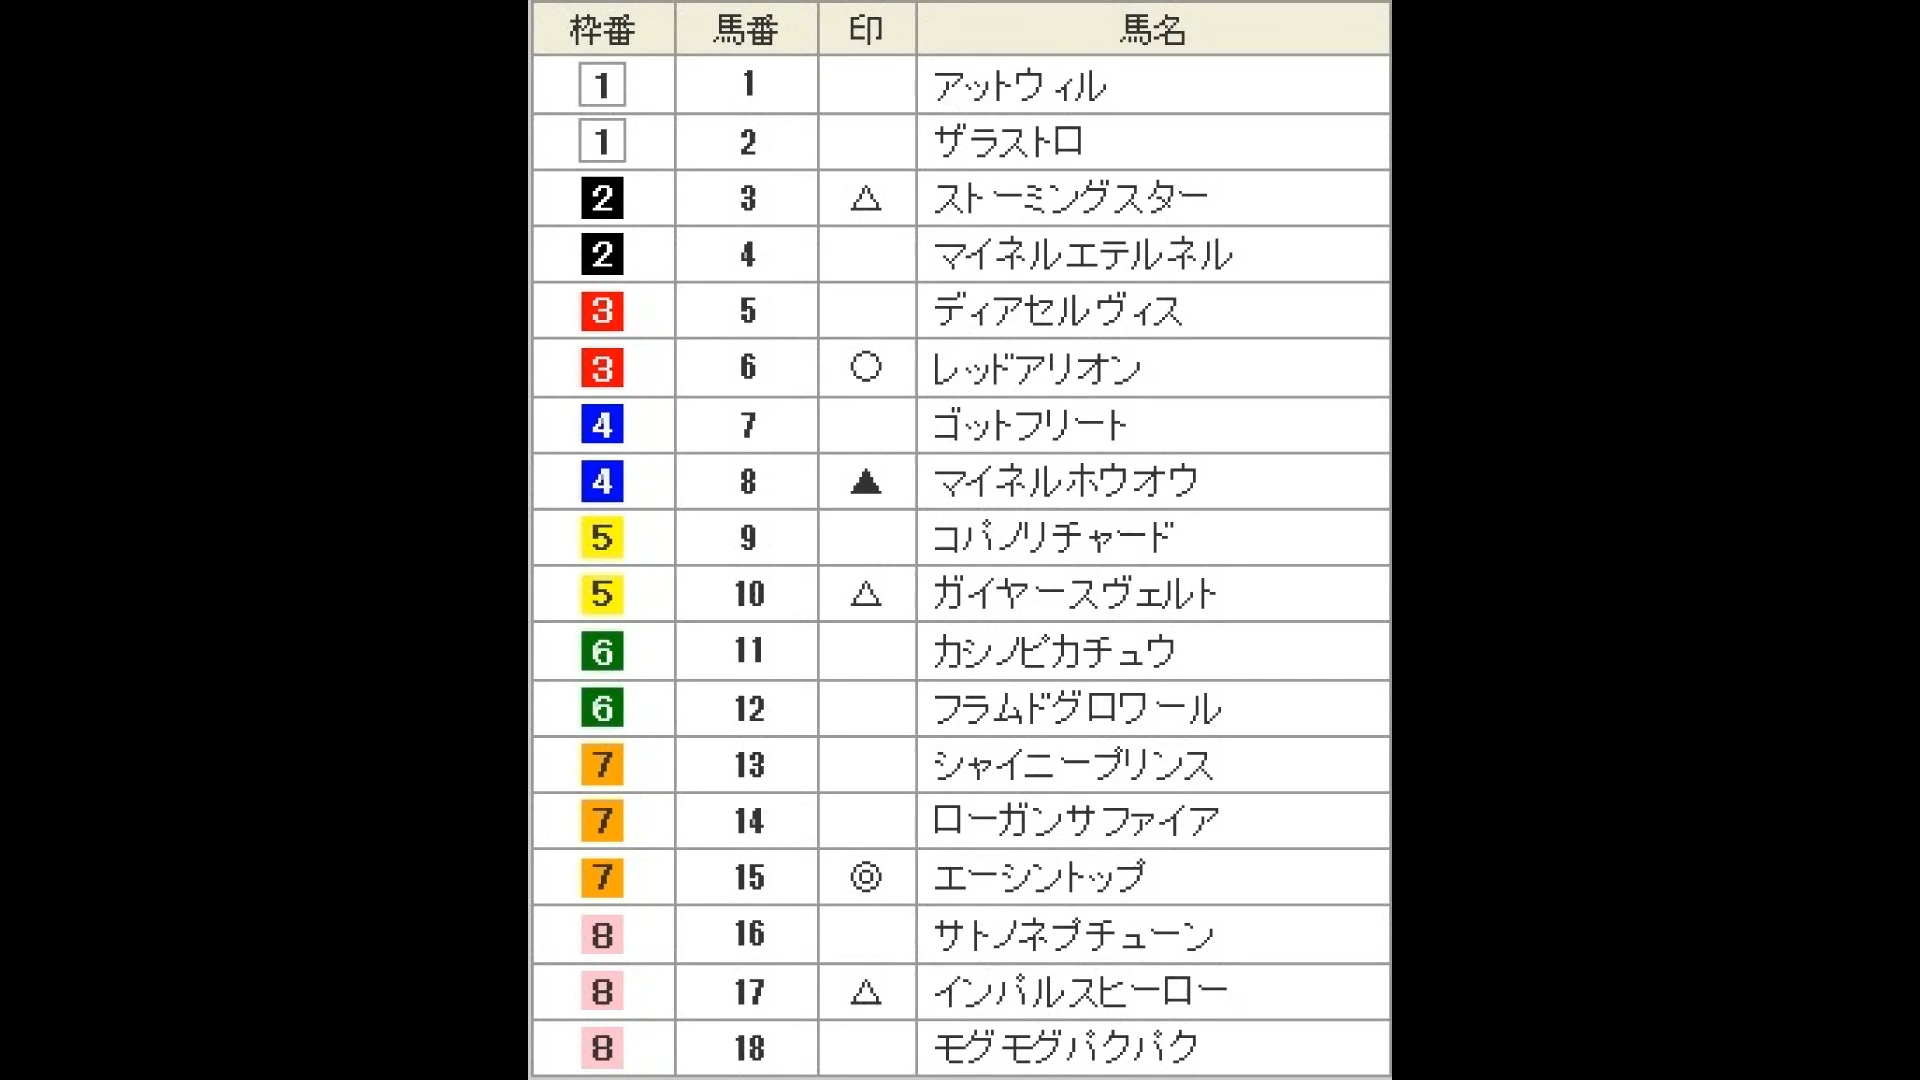 枠番 馬番 印 馬名
1 1 アットウィル
1 2 ザラストロ
2 3 △ ストーミングスター
2 4 マイネルエテルネル
3 5 ディアセルヴィス
3 6 ○ レッドアリオン
4 7 ゴットフリート
4 8 ▲ マイネルホウオウ
5 9 コパノリチャード
5 10 △ ガイヤースヴェルト
6 11 カシノピカチュウ
6 12 フラムドグロワール
7 13 シャイニープリンス
7 14 ローガンサファイア
7 15 ◎ エーシントップ
8 16 サトノネプチューン
8 17 △ インパルスヒーロー
8 18 モグモグパクパク